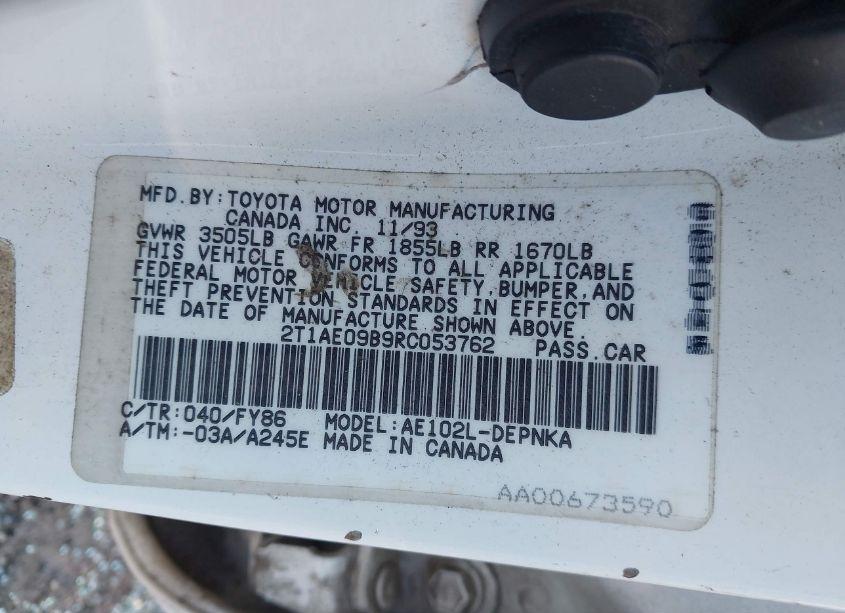 MFD.BY:TOYOTA MOTOR MANUFACTURING
CANADA INC. 11/93
GVWR 3505LB GAWR FR 1855LB RR 1670LB
THIS VEHICLE CONFORMS TO ALL APPLICABLE
FEDERAL MOTOR VEHICLE SAFETY,BUMPER,AND
THEFT PREVENTION STANDARDS IN EFFECT ON
THE DATE OF MANUFACTURE SHOWN ABOVE.
2T1AE09B9RC053762 PASS.CAR
C/TR:040/FY86 MODEL:AE102L-DEPNKA
A/TM:-03A/A245E MADE IN CANADA
AA00673590